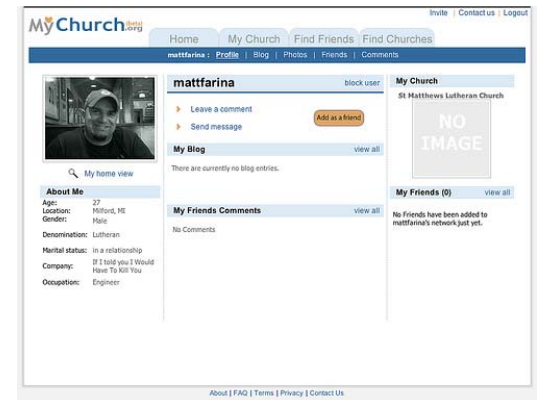 Invite | Contact us | Logout
MyChurch.org Beta!
Home My Church Find Friends Find Churches
mattfarina : Profile | Blog | Photos | Friends | Comments
mattfarina block user
Leave a comment
Send message
Add as a friend
My Church
St Matthews Lutheran Church
NO
IMAGE
My home view
My Blog view all
There are currently no blog entries.
About Me
Age: 27
Location: Milford, MI
Gender: Male
Denomination: Lutheran
Marital status: in a relationship
Company: If I told you I Would
Have To Kill You
Occupation: Engineer
My Friends Comments view all
No Comments
My Friends (0) view all
No Friends have been added to
mattfarina's network just yet.
About | FAQ | Terms | Privacy | Contact Us